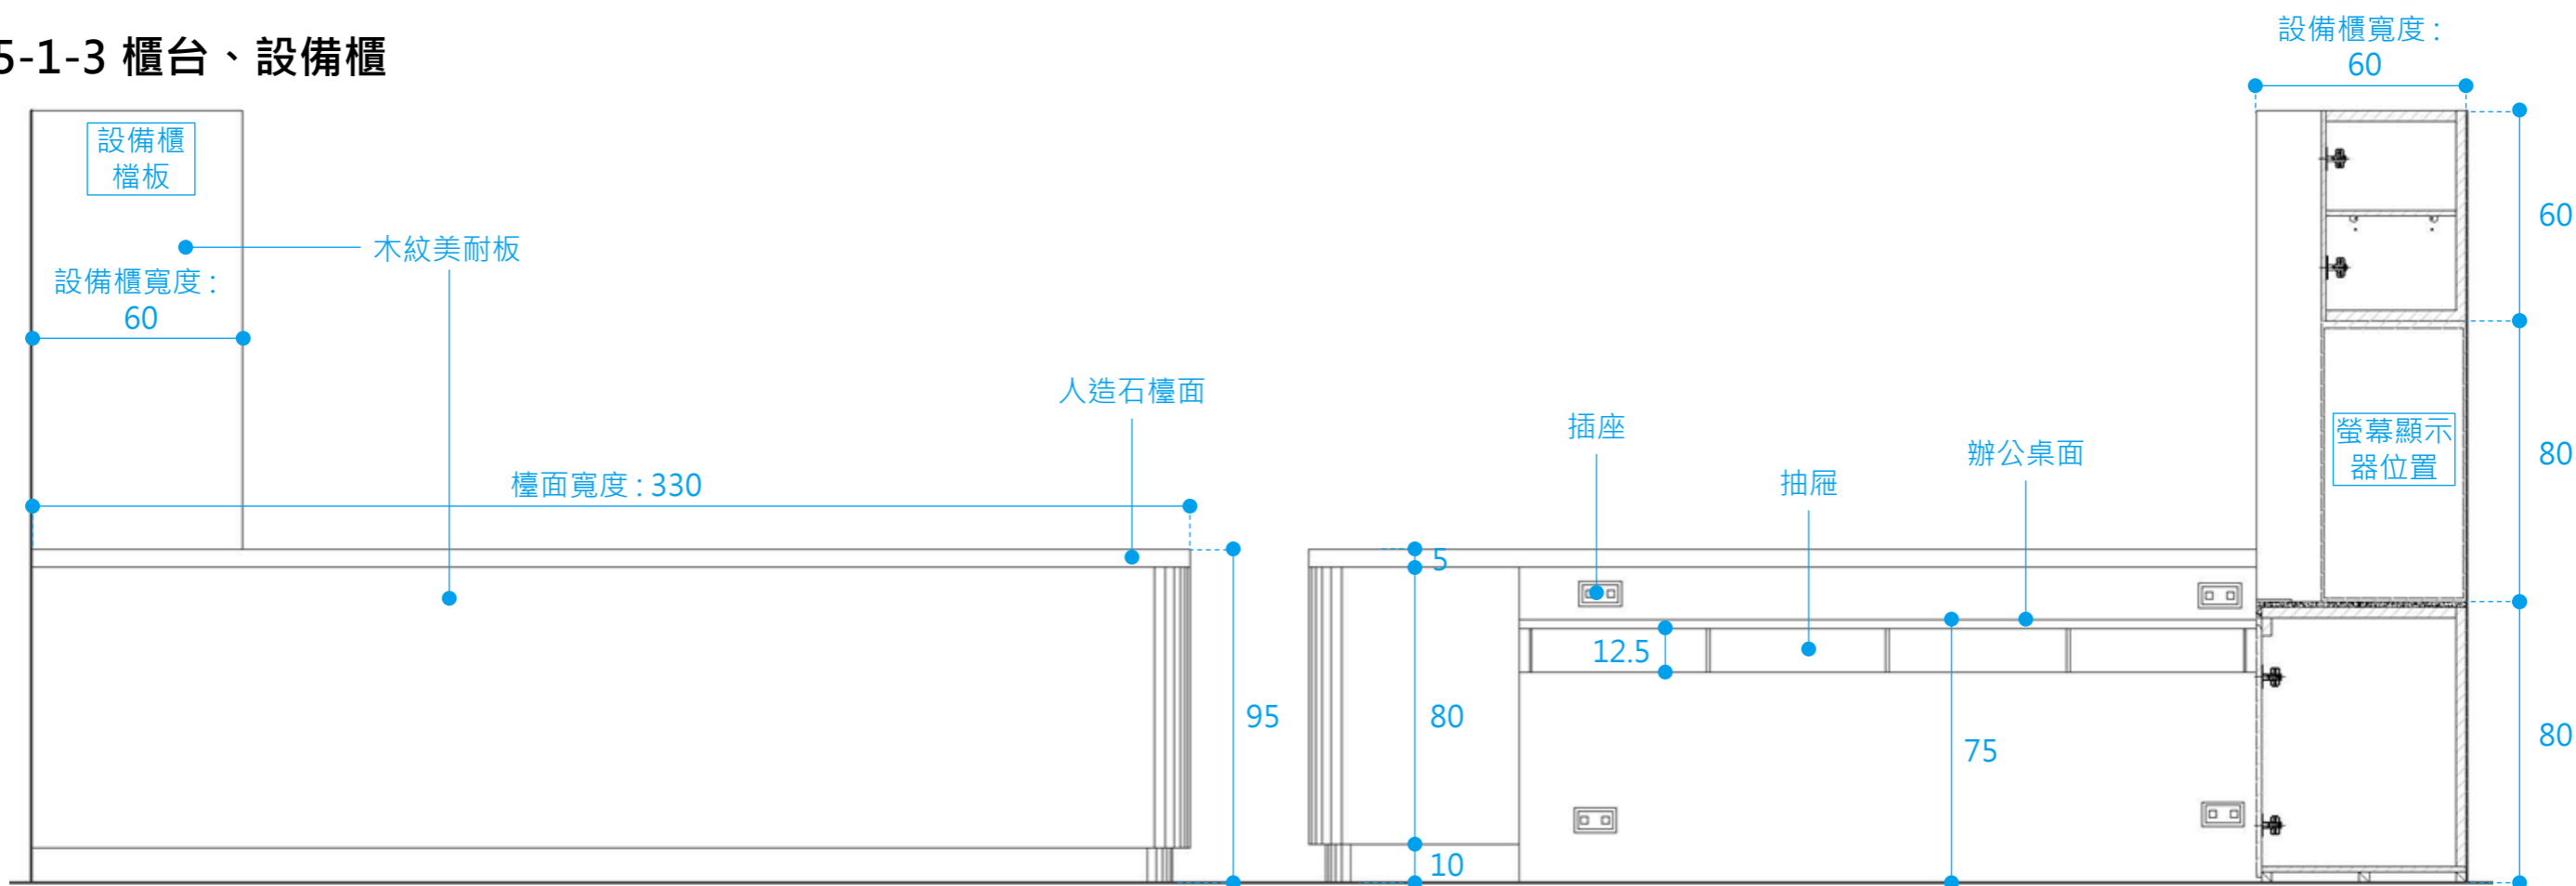 5-1-3 櫃台、設備櫃
設備櫃寬度 :
60
設備櫃
檔板
木紋美耐板
設備櫃寬度 :
60
人造石檯面
檯面寬度 : 330
95
插座
抽屜
辦公桌面
5
12.5
80
75
10
螢幕顯示
器位置
60
80
80